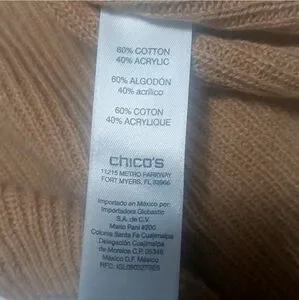 60% COTTON
40% ACRYLIC
60% ALGODÓN
40% acrílico
60% COTON
40% ACRYLIQUE
chico's
11215 METRO PARKWAY
FORT MYERS, FL 33966
Importado en México por:
Importadora Globastic
S.A. de C.V.
Mario Pani #200
Colonia Santa Fe Cuajimalpa
Delegación Cuajimalpa
de Morelos C.P. 05348
México D.F. México
RFC: